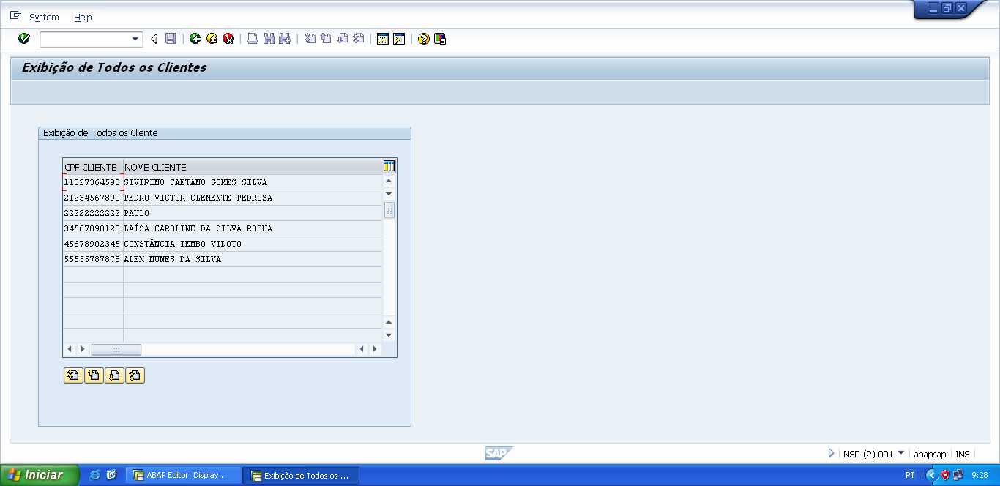 System Help
Exibição de Todos os Clientes
Exibição de Todos os Cliente
CPF CLIENTE NOME CLIENTE
11827364590 SIVIRINO CAETANO GOMES SILVA
21234567890 PEDRO VICTOR CLEMENTE PEDROSA
22222222222 PAULO
34567890123 LAÍSA CAROLINE DA SILVA ROCHA
45678902345 CONSTÂNCIA IEMBO VIDOTO
55555787878 ALEX NUNES DA SILVA
SAP
NSP (2) 001 abapsap INS
Iniciar ABAP Editor: Display ... Exibição de Todos os ... PT 9:28